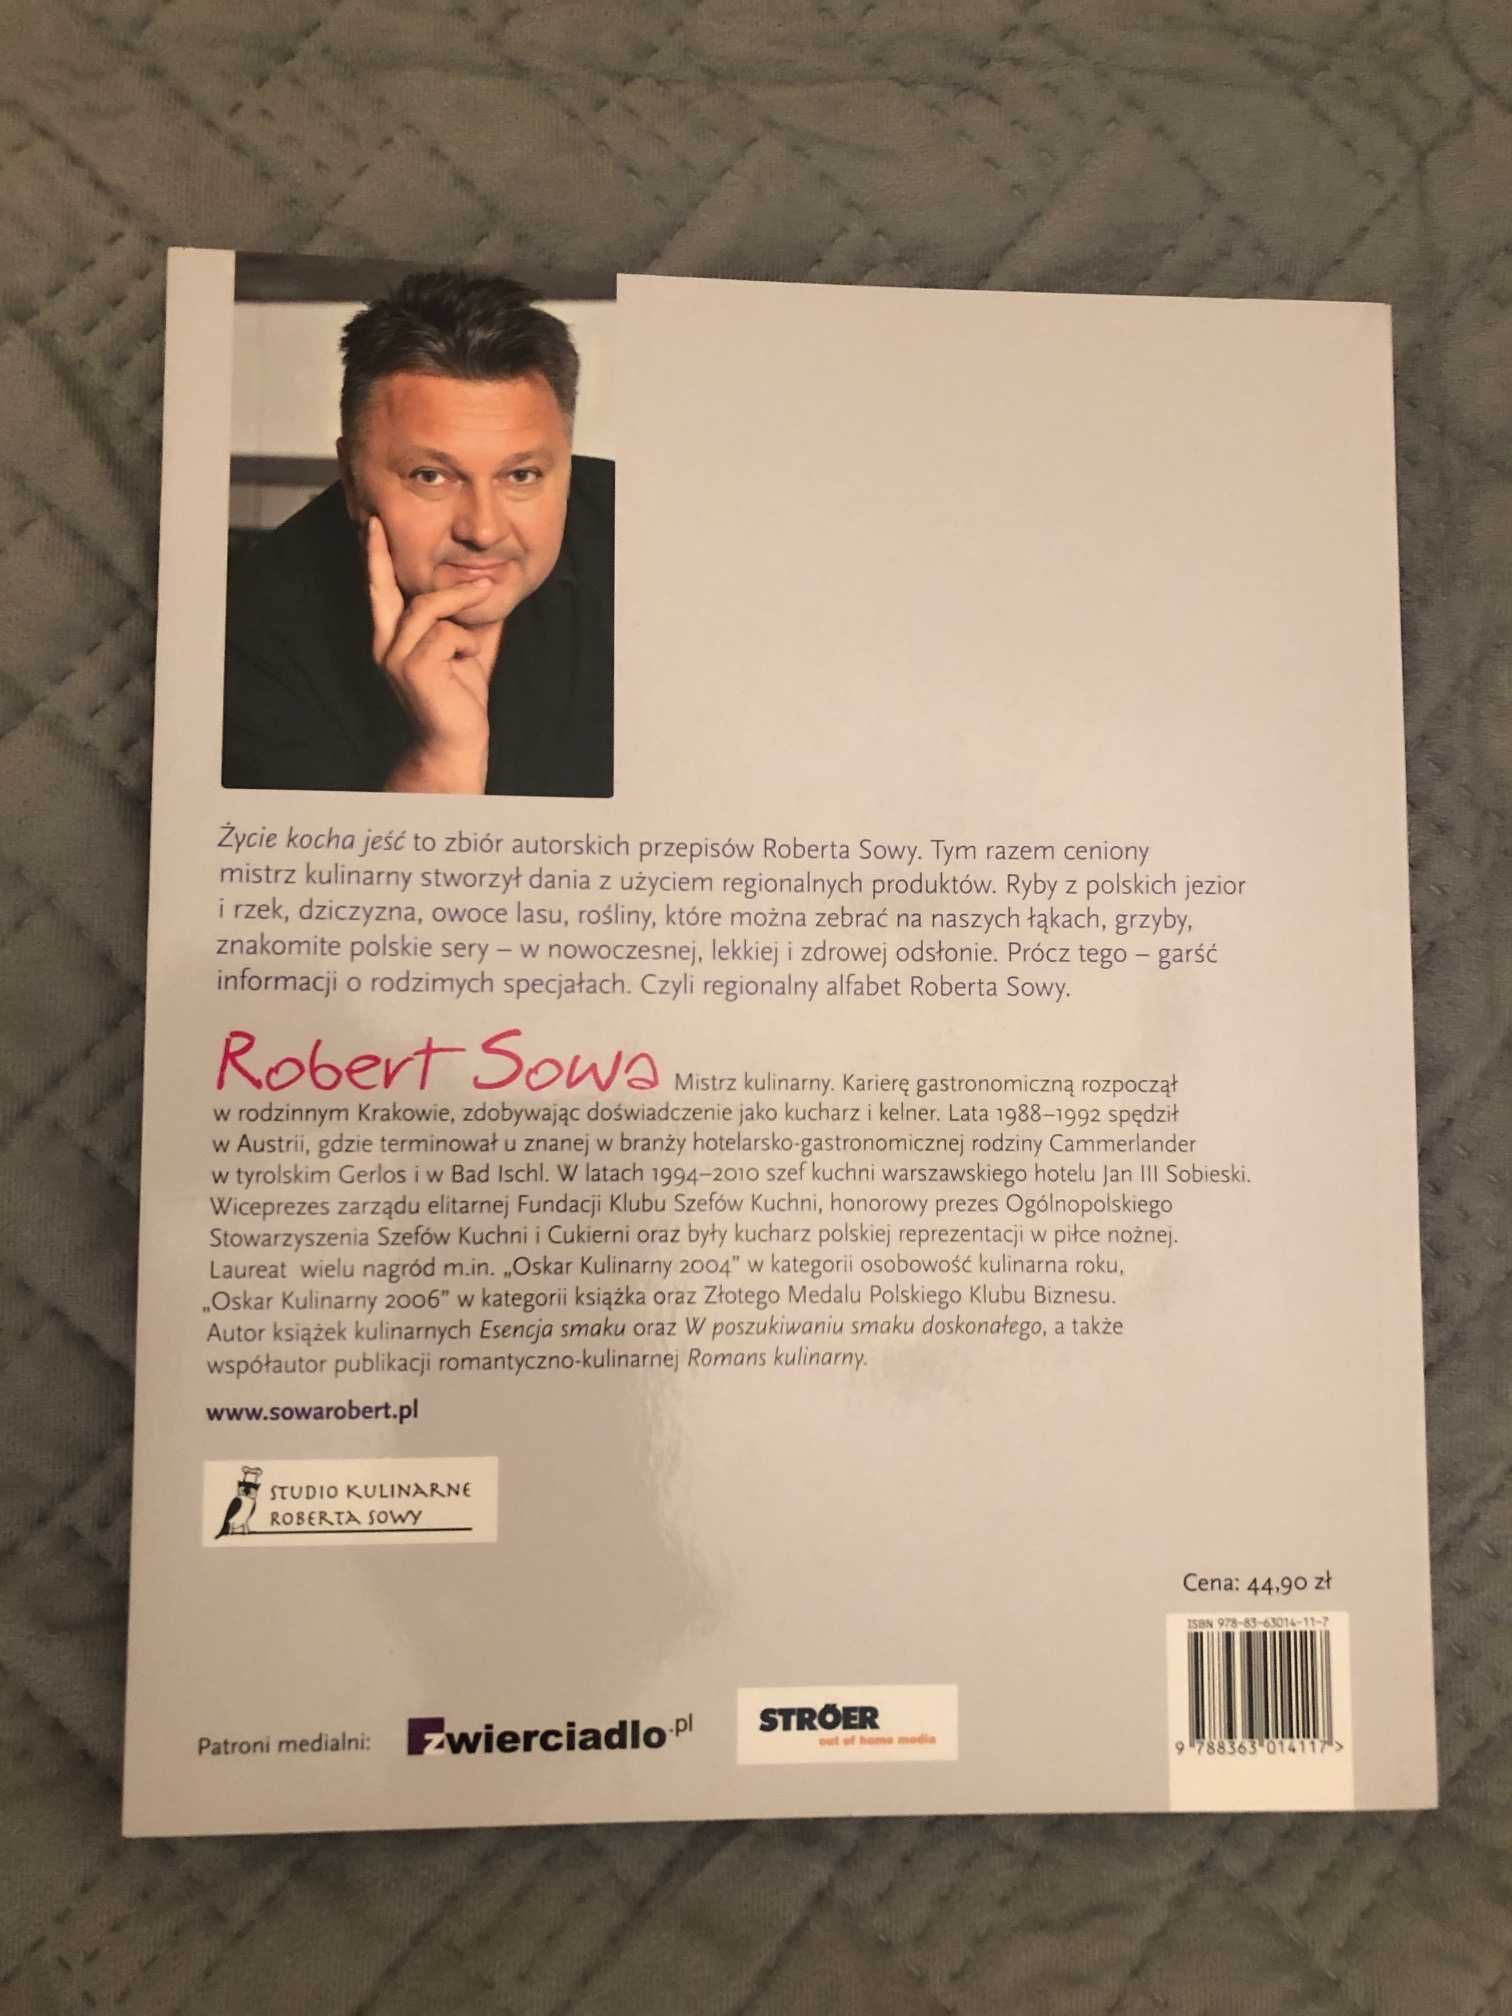 Życie kocha jeść to zbiór autorskich przepisów Roberta Sowy. Tym razem ceniony
mistrz kulinarny stworzył dania z użyciem regionalnych produktów. Ryby z polskich jezior
i rzek, dziczyzna, owoce lasu, rośliny, które można zebrać na naszych łąkach, grzyby,
znakomite polskie sery – w nowoczesnej, lekkiej i zdrowej odsłonie. Prócz tego – garść
informacji o rodzimych specjałach. Czyli regionalny alfabet Roberta Sowy.
Robert Sowa Mistrz kulinarny. Karierę gastronomiczną rozpoczął
w rodzinnym Krakowie, zdobywając doświadczenie jako kucharz i kelner. Lata 1988–1992 spędził
w Austrii, gdzie terminował u znanej w branży hotelarsko-gastronomicznej rodziny Cammerlander
w tyrolskim Gerlos i w Bad Ischl. W latach 1994–2010 szef kuchni warszawskiego hotelu Jan III Sobieski.
Wiceprezes zarządu elitarnej Fundacji Klubu Szefów Kuchni, honorowy prezes Ogólnopolskiego
Stowarzyszenia Szefów Kuchni i Cukierni oraz były kucharz polskiej reprezentacji w piłce nożnej.
Laureat wielu nagród m.in. „Oskar Kulinarny 2004” w kategorii osobowość kulinarna roku,
„Oskar Kulinarny 2006” w kategorii książka oraz Złotego Medalu Polskiego Klubu Biznesu.
Autor książek kulinarnych Esencja smaku oraz W poszukiwaniu smaku doskonałego, a także
współautor publikacji romantyczno-kulinarnej Romans kulinarny.
www.sowarobert.pl
STUDIO KULINARNE
ROBERTA SOWY
Cena: 44,90 zł
ISBN 978-83-63014-11-7
9 788363 014117 >
Patroni medialni: zwierciadlo.pl STRÖER
out of home media